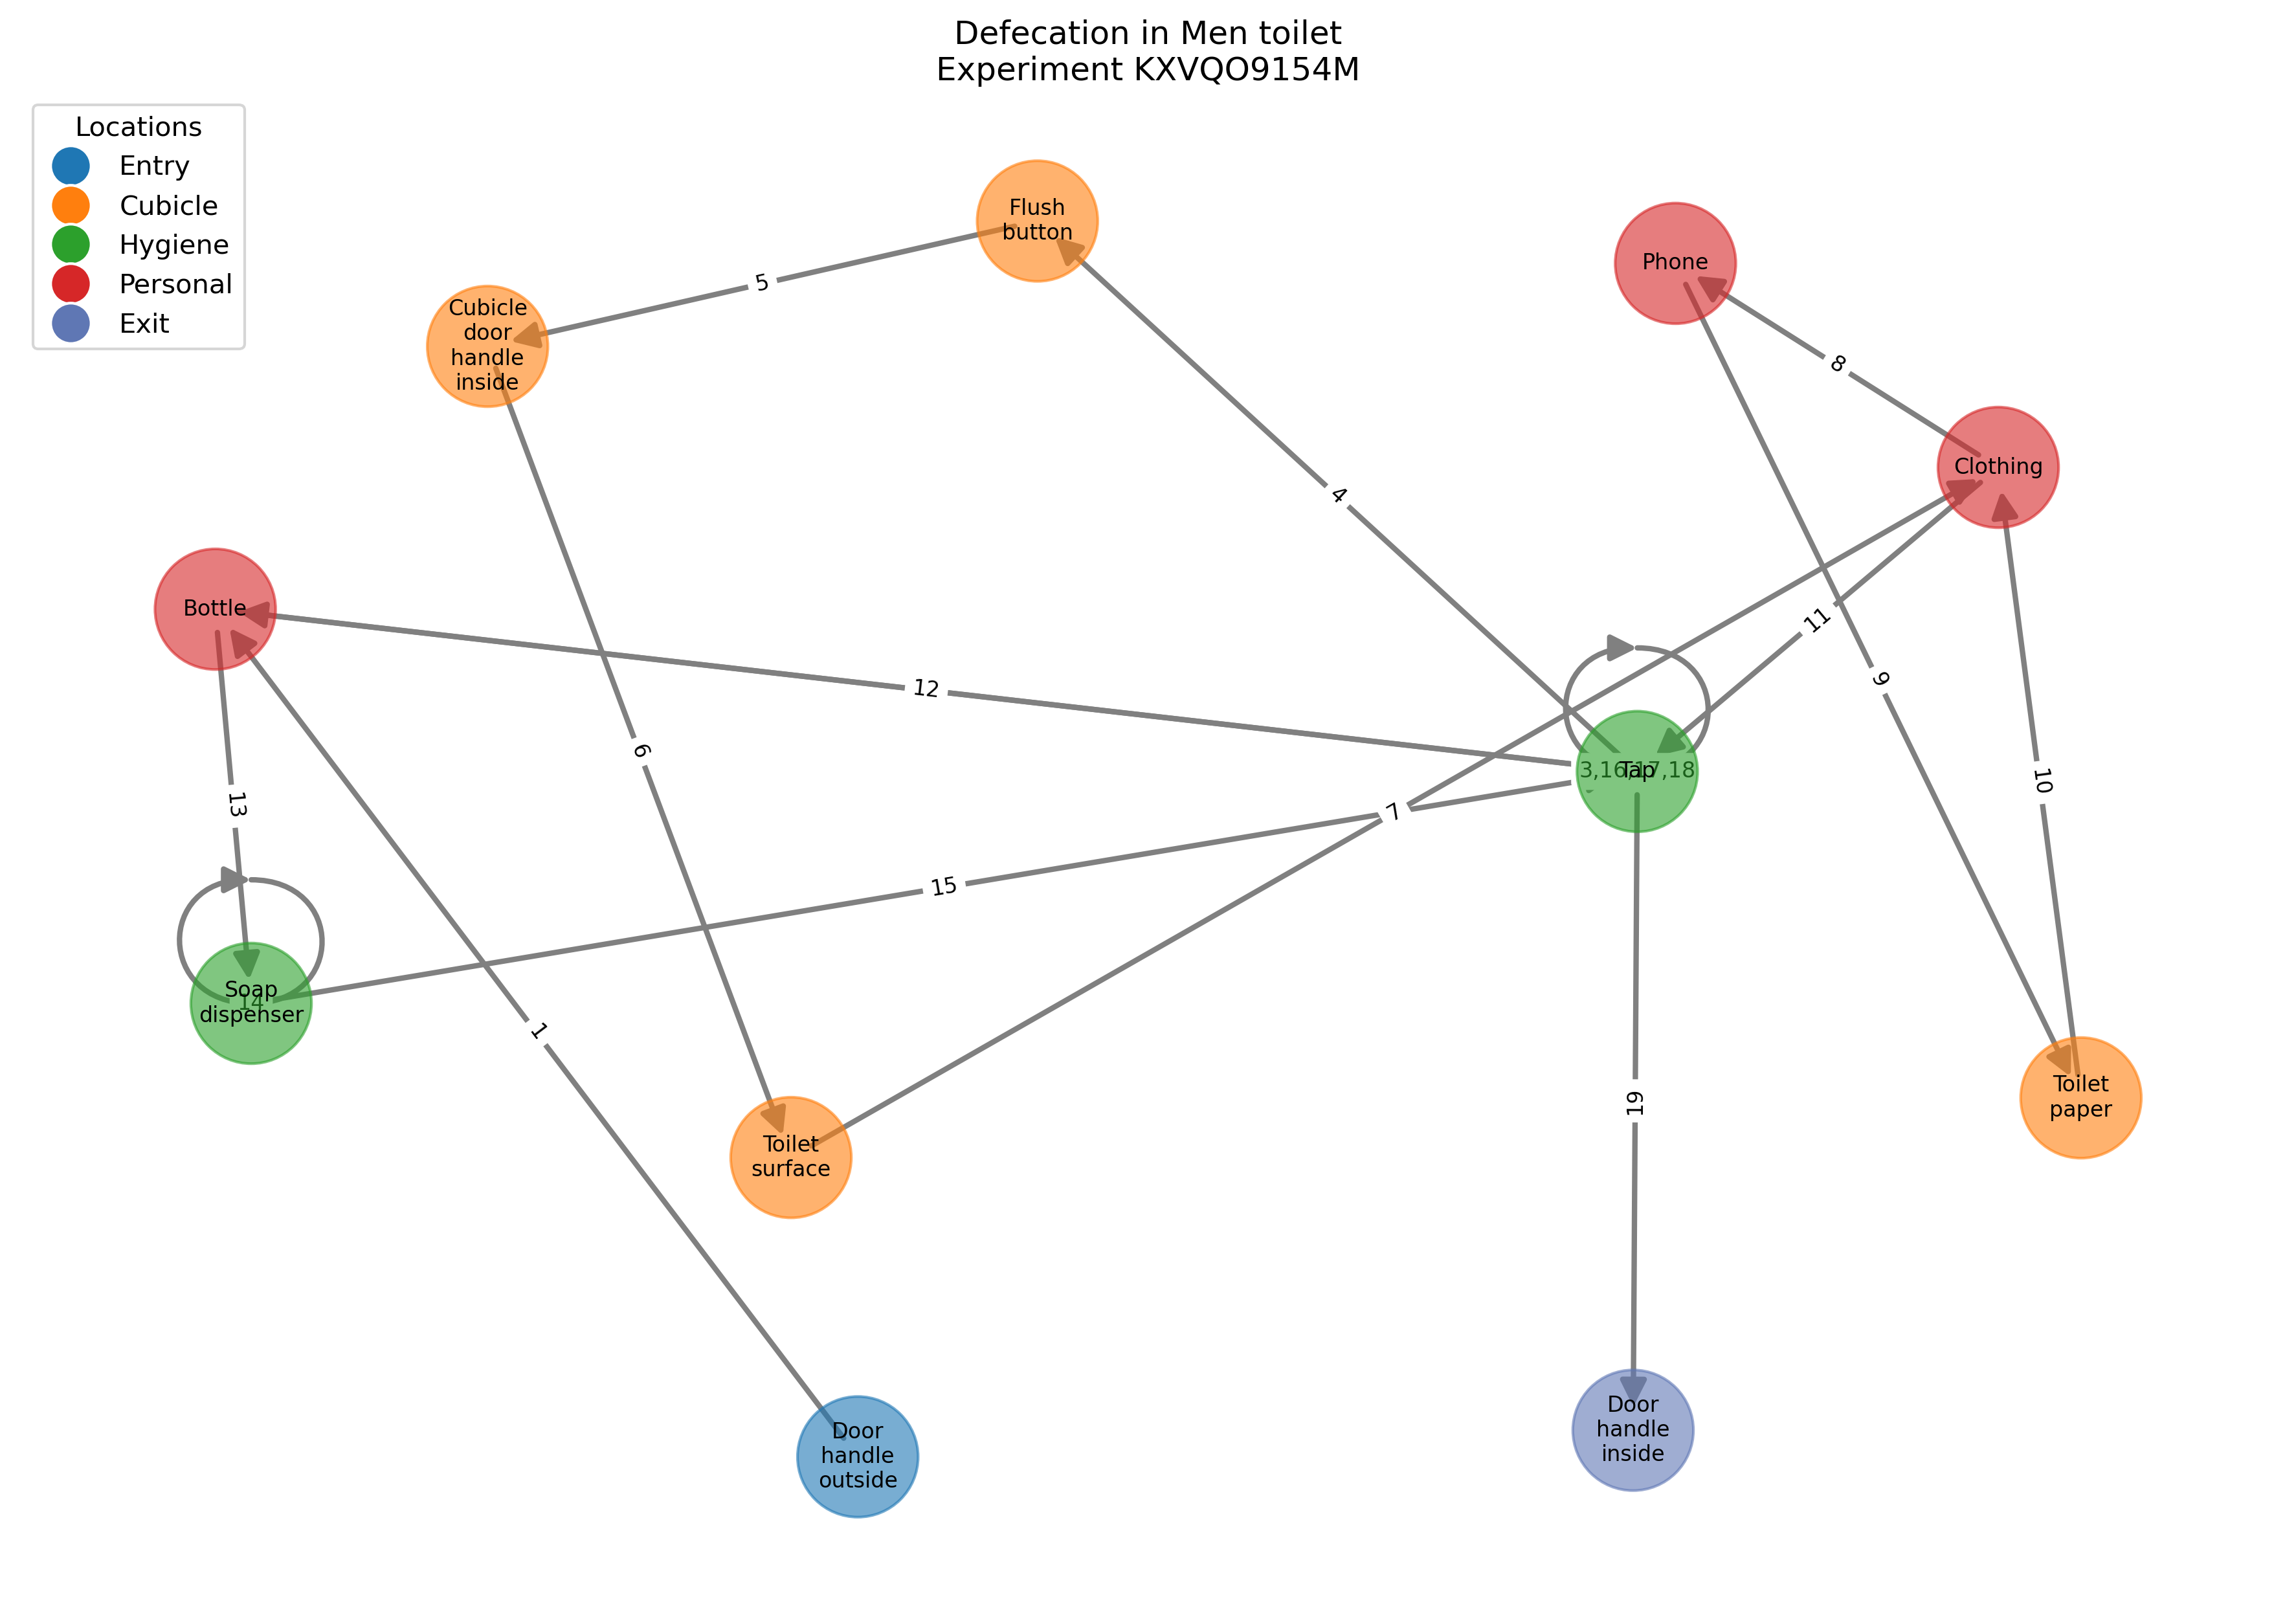 Defecation in Men toilet
Experiment KXVQO9154M
Locations
Entry
Cubicle
Hygiene
Personal
Exit
Flush
button
Phone
Cubicle
door
handle
inside
5
8
Clothing
4
Bottle
11
12
9
6
3,16,17,18
Tap
10
13
7
15
Soap
dispenser
14
1
19
Toilet
paper
Toilet
surface
Door
handle
inside
Door
handle
outside